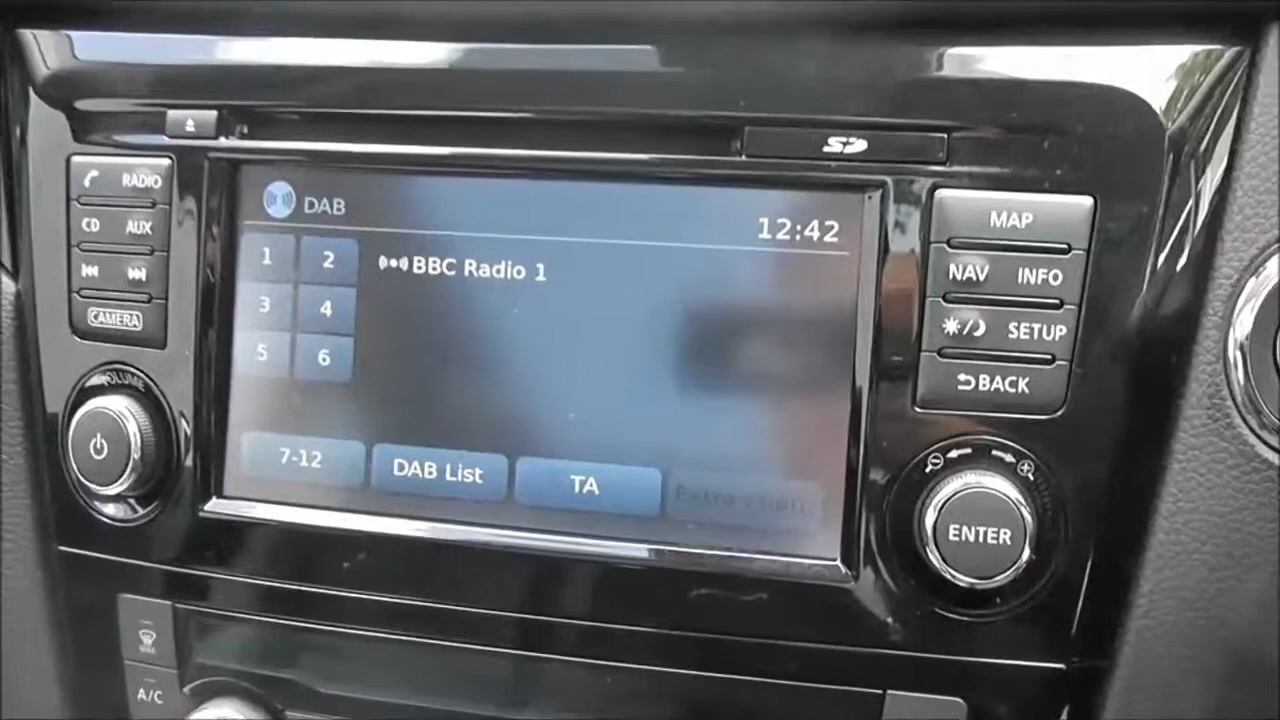 RADIO
CD AUX
CAMERA
VOLUME
SD
DAB
12:42
1 2
3 4
5 6
BBC Radio 1
7-12
DAB List
TA
MAP
NAV INFO
SETUP
BACK
ENTER
A/C